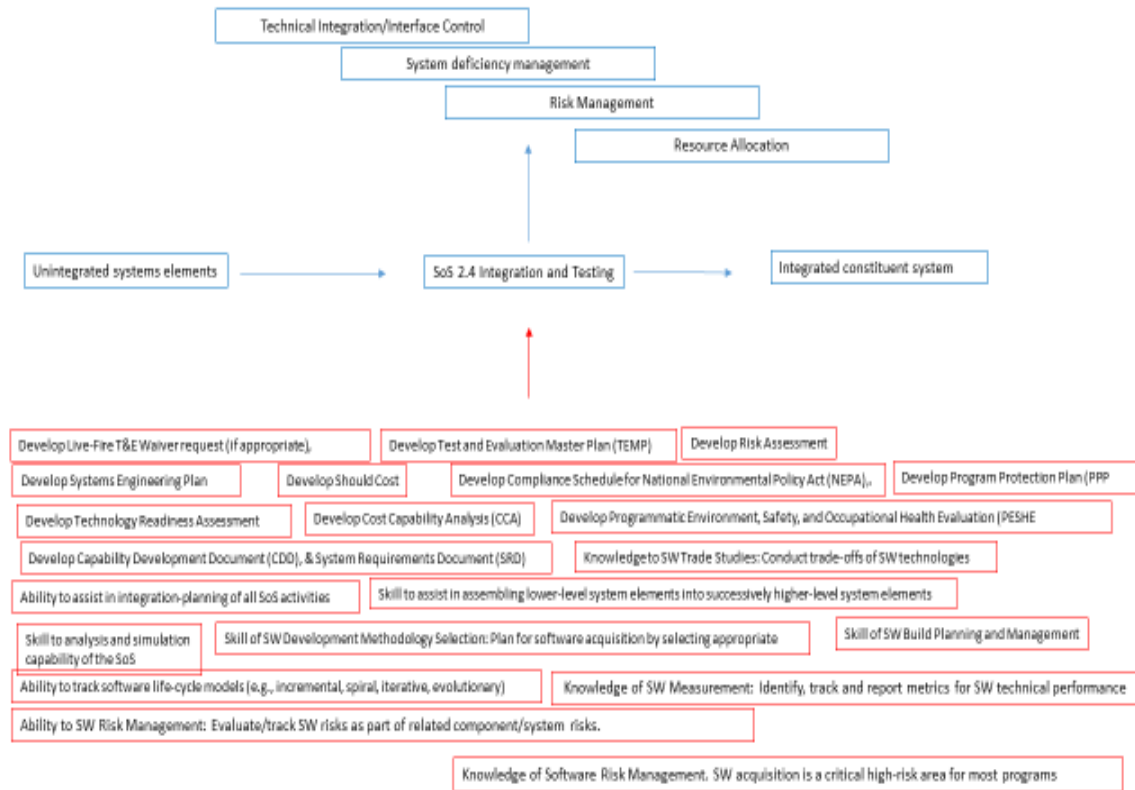 Technical Integration/Interface Control
System deficiency management
Risk Management
Resource Allocation
Unintegrated systems elements
SoS 2.4 Integration and Testing
Integrated constituent system
Develop Live-Fire T&E Waiver request (if appropriate),
Develop Test and Evaluation Master Plan (TEMP)
Develop Risk Assessment
Develop Systems Engineering Plan
Develop Should Cost
Develop Compliance Schedule for National Environmental Policy Act (NEPA),.
Develop Program Protection Plan (PPP
Develop Technology Readiness Assessment
Develop Cost Capability Analysis (CCA)
Develop Programmatic Environment, Safety, and Occupational Health Evaluation (PESHE
Develop Capability Development Document (CDD), & System Requirements Document (SRD)
Knowledge to SW Trade Studies: Conduct trade-offs of SW technologies
Ability to assist in integration-planning of all SoS activities
Skill to assist in assembling lower-level system elements into successively higher-level system elements
Skill to analysis and simulation
capability of the SoS
Skill of SW Development Methodology Selection: Plan for software acquisition by selecting appropriate
Skill of SW Build Planning and Management
Ability to track software life-cycle models (e.g., incremental, spiral, iterative, evolutionary)
Knowledge of SW Measurement: Identify, track and report metrics for SW technical performance
Ability to SW Risk Management: Evaluate/track SW risks as part of related component/system risks.
Knowledge of Software Risk Management. SW acquisition is a critical high-risk area for most programs